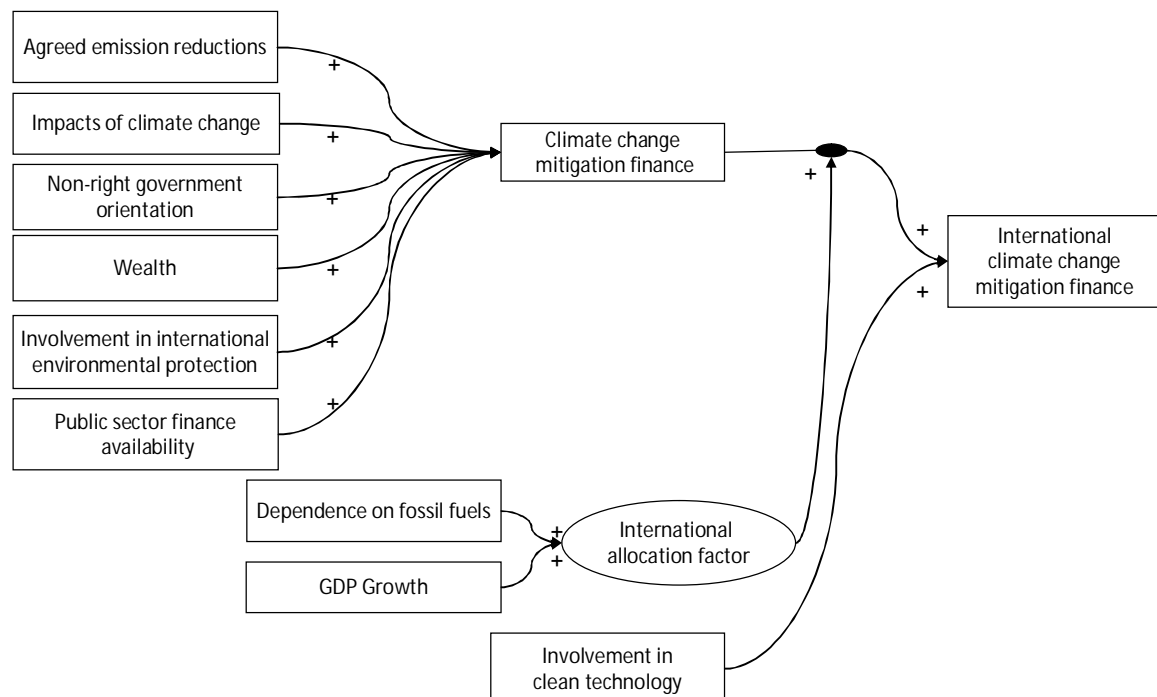 Agreed emission reductions
+
Impacts of climate change
+
Non-right government
orientation
+
Wealth
+
Involvement in international
environmental protection
+
Public sector finance
availability
+
Climate change
mitigation finance
+
+
International
climate change
mitigation finance
+
Dependence on fossil fuels
+
GDP Growth
+
International
allocation factor
Involvement in
clean technology